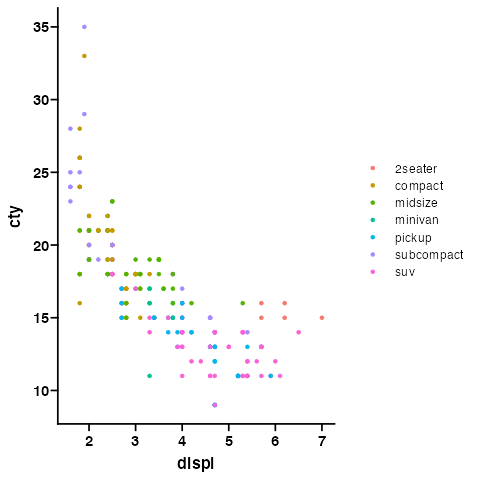 35
30
25
20
15
10
cty
2
3
4
5
6
7
displ
2seater
compact
midsize
minivan
pickup
subcompact
suv